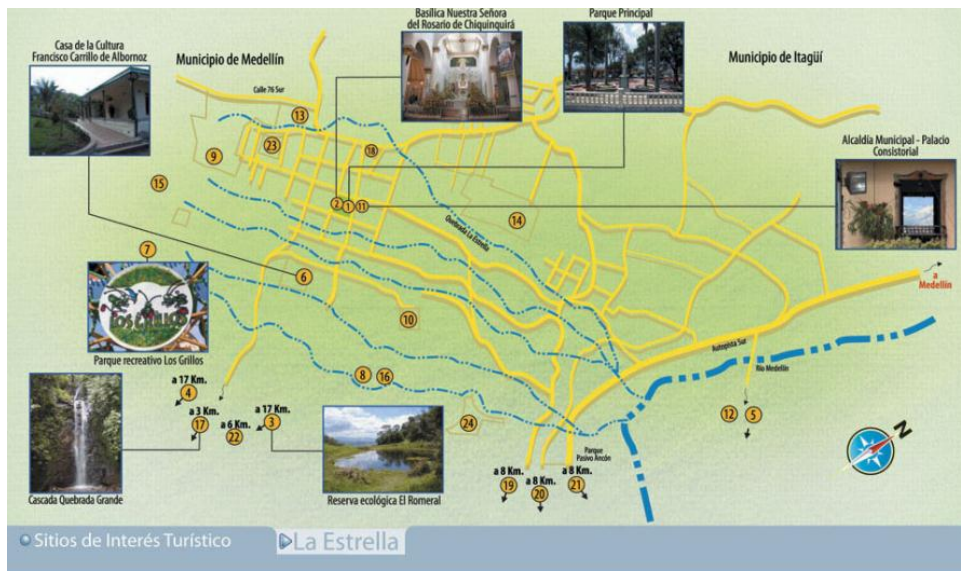 Casa de la Cultura
Francisco Carrillo de Albornoz
Municipio de Medellín
Calle 76 Sur
Basílica Nuestra Señora
del Rosario de Chiquinquirá
Parque Principal
Municipio de Itagüí
Alcaldía Municipal - Palacio
Consistorial
13
23
18
9
15
2
1
11
14
Quebrada La Estrella
7
6
a
Medellín
LOS GRILLOS
10
Parque recreativo Los Grillos
Autopista Sur
Río Medellín
8
16
a 17 Km.
4
a 3 Km.
17
a 6 Km.
22
a 17 Km.
3
24
12
5
N
Parque
Pasivo Ancón
a 8 Km.
19
a 8 Km.
20
a 8 Km.
21
Cascada Quebrada Grande
Reserva ecológica El Romeral
Sitios de Interés Turístico
La Estrella